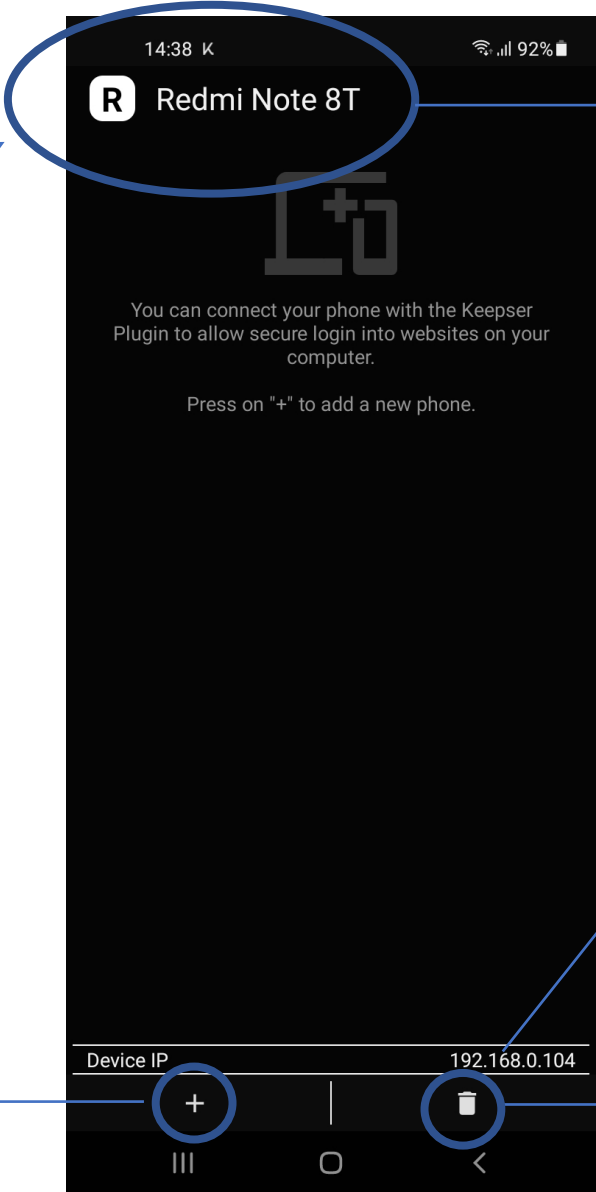 14:38 K 92%
R Redmi Note 8T
You can connect your phone with the Keepser
Plugin to allow secure login into websites on your
computer.
Press on "+" to add a new phone.
Device IP 192.168.0.104
+